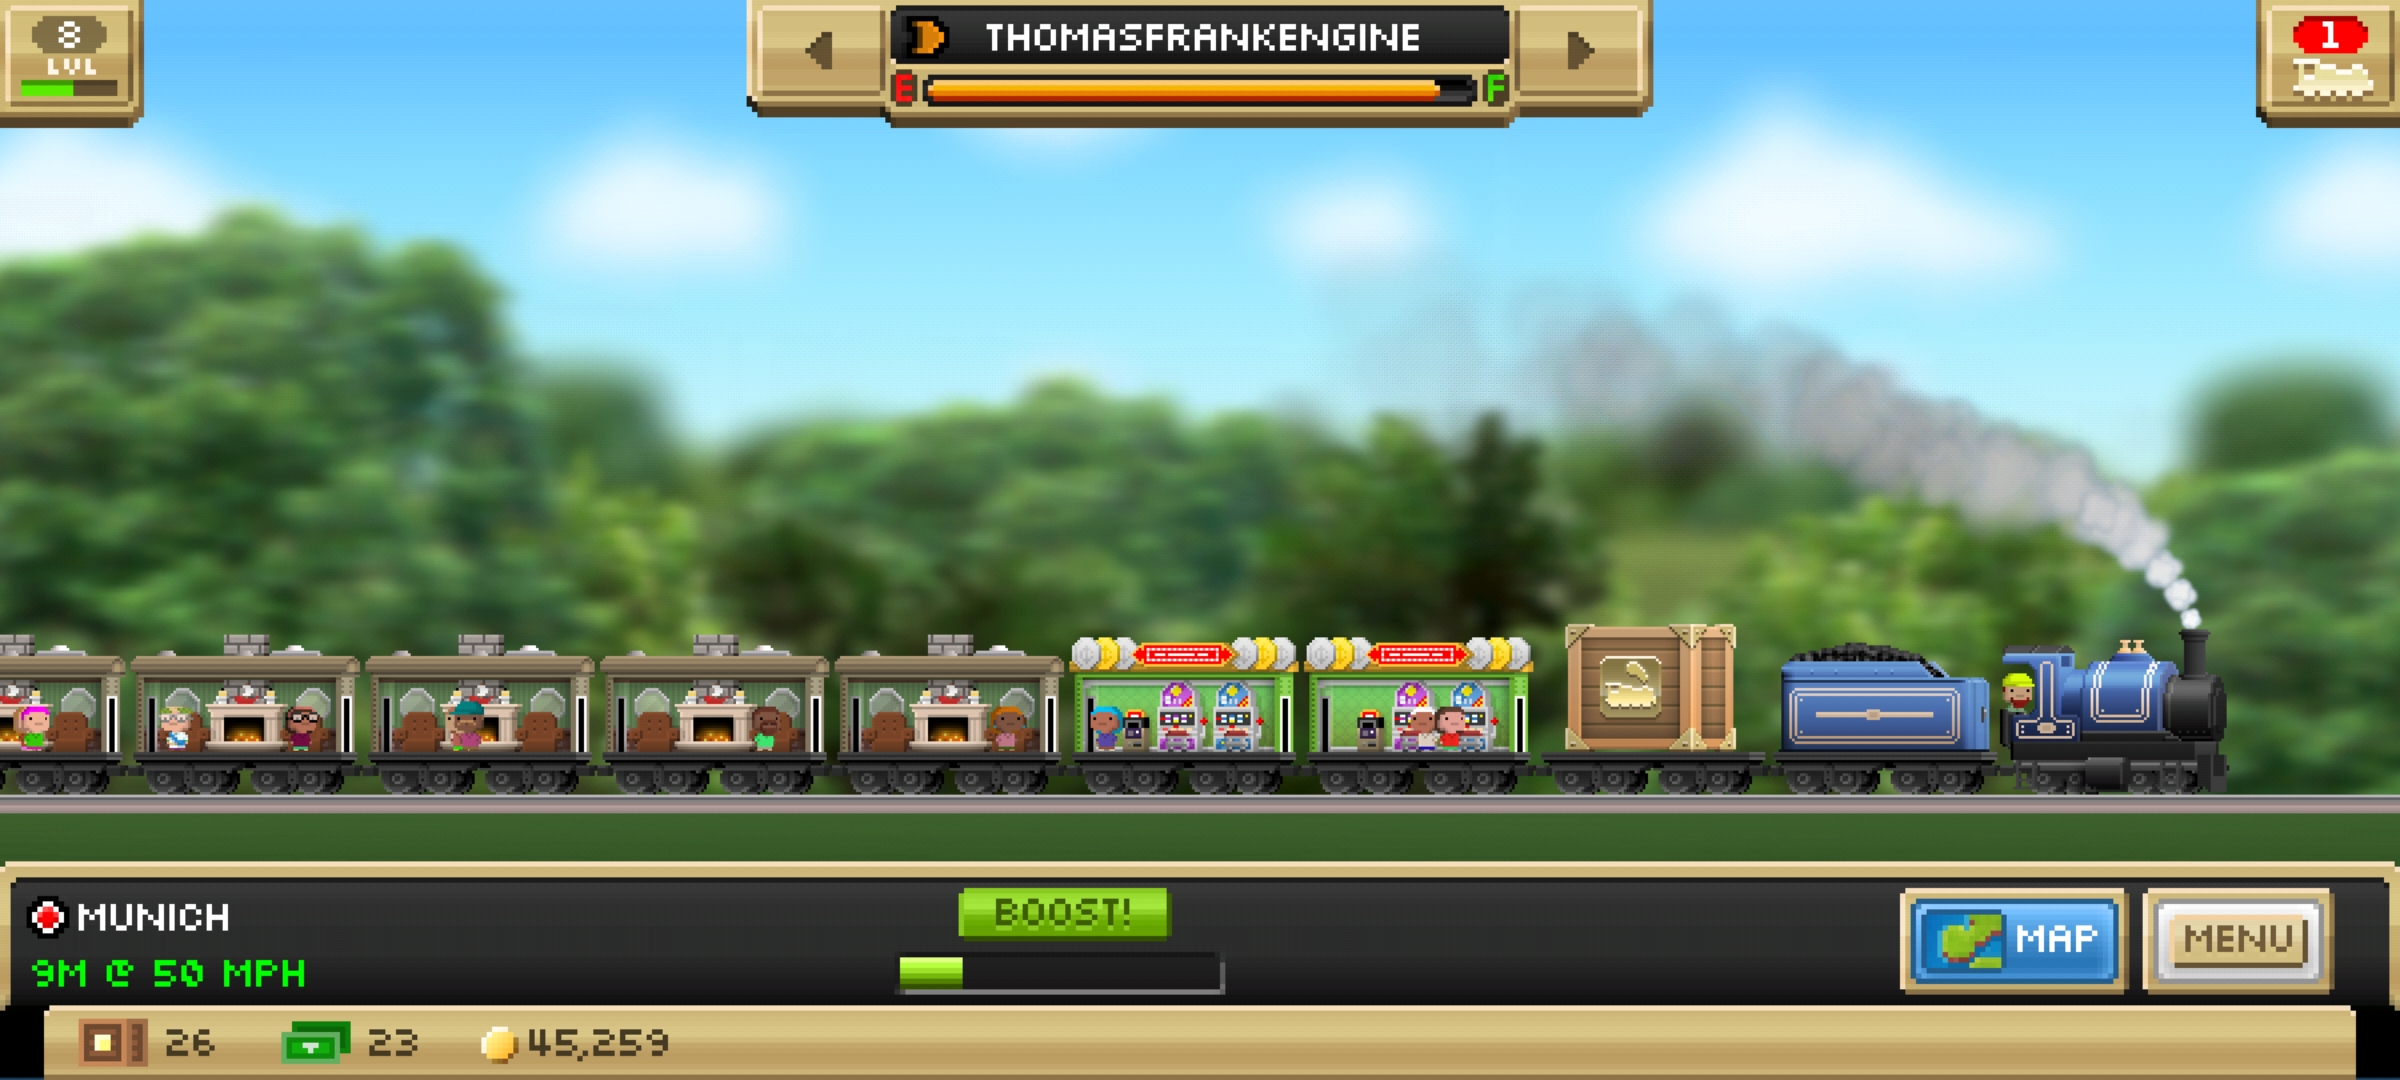 8
LVL
THOMASFRANKENGINE
E F
1
MUNICH
9M @ 50 MPH
BOOST!
MAP
MENU
26
23
45,259